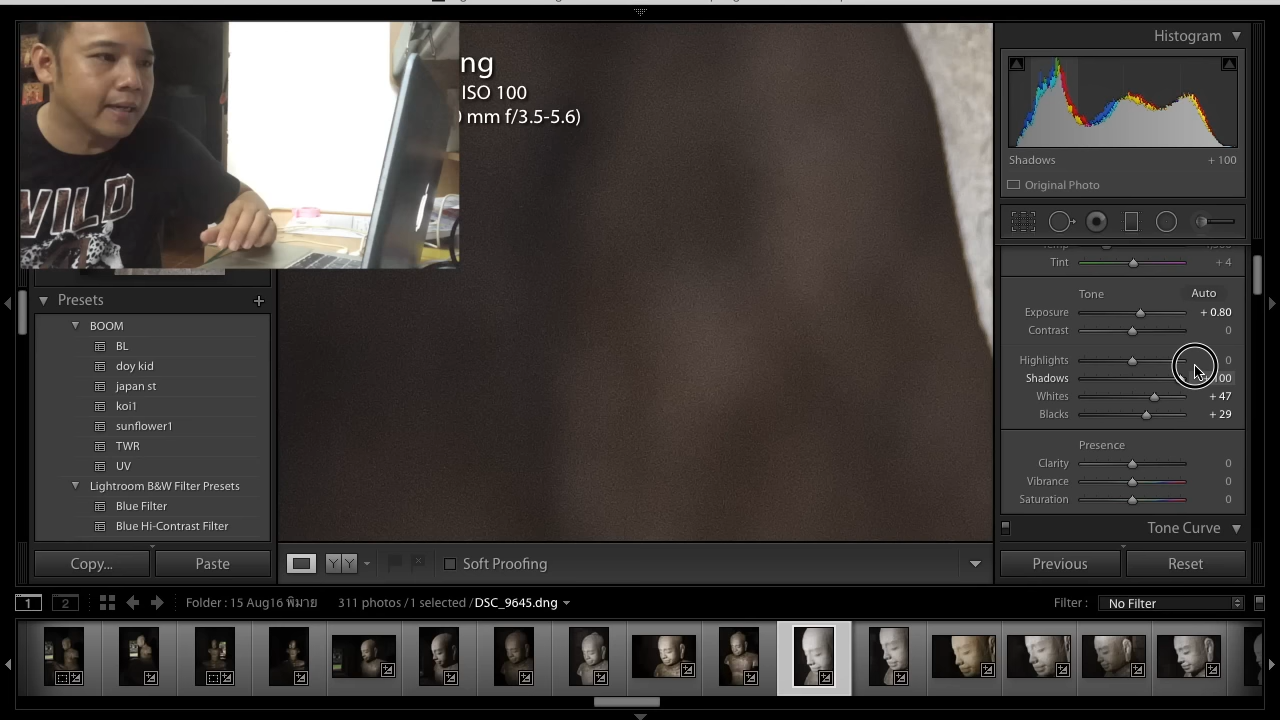 ng
ISO 100
mm f/3.5-5.6)
WILD
Histogram
Shadows + 100
Original Photo
Tint + 4
Tone Auto
Exposure + 0.80
Contrast 0
Highlights 0
Shadows 100
Whites + 47
Blacks + 29
Presence
Clarity 0
Vibrance 0
Saturation 0
Tone Curve
Previous Reset
Presets +
BOOM
BL
doy kid
japan st
koi1
sunflower1
TWR
UV
Lightroom B&W Filter Presets
Blue Filter
Blue Hi-Contrast Filter
Copy... Paste
Y Y Soft Proofing
1 2 Folder : 15 Aug16 พิมาย 311 photos / 1 selected / DSC_9645.dng Filter : No Filter